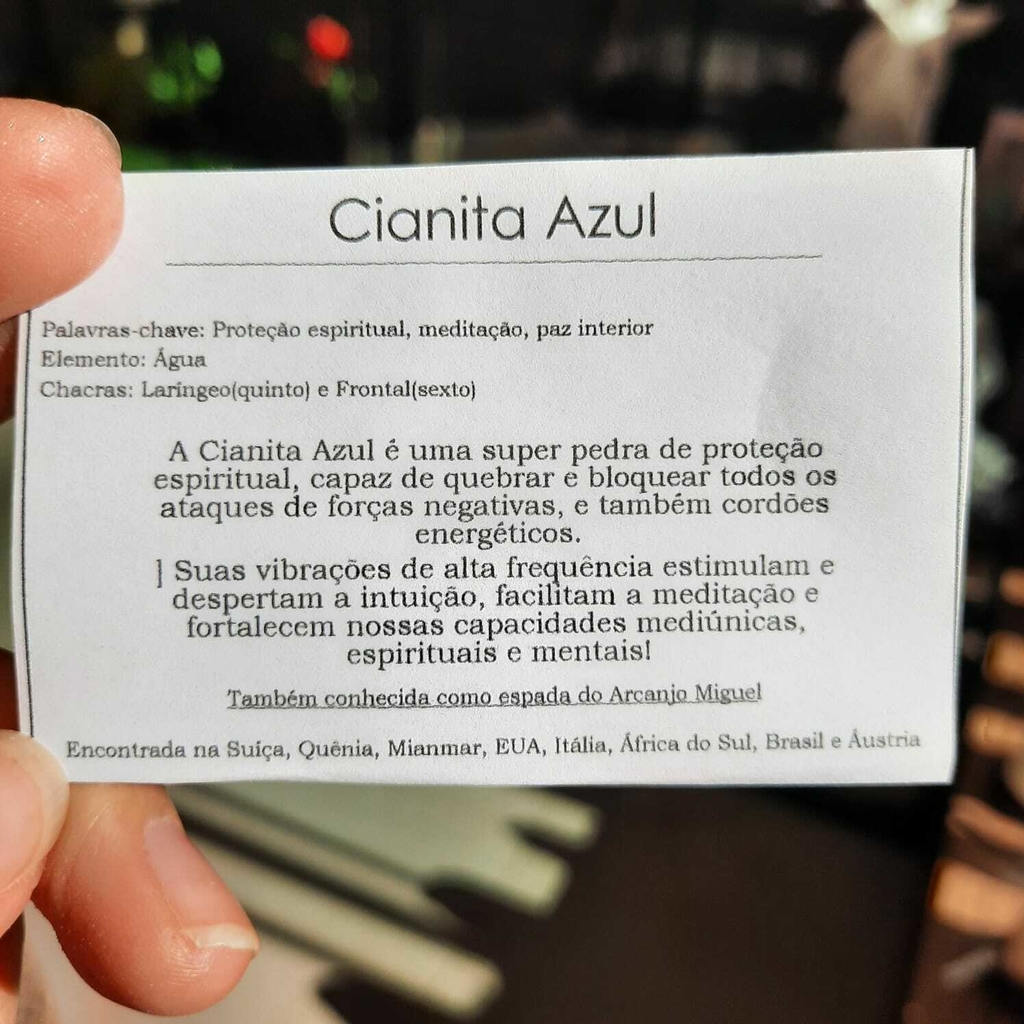 Cianita Azul
Palavras-chave: Proteção espiritual, meditação, paz interior
Elemento: Água
Chacras: Laríngeo(quinto) e Frontal(sexto)
A Cianita Azul é uma super pedra de proteção
espiritual, capaz de quebrar e bloquear todos os
ataques de forças negativas, e também cordões
energéticos.
] Suas vibrações de alta frequência estimulam e
despertam a intuição, facilitam a meditação e
fortalecem nossas capacidades mediúnicas,
espirituais e mentais!
Também conhecida como espada do Arcanjo Miguel
Encontrada na Suíça, Quênia, Mianmar, EUA, Itália, África do Sul, Brasil e Áustria